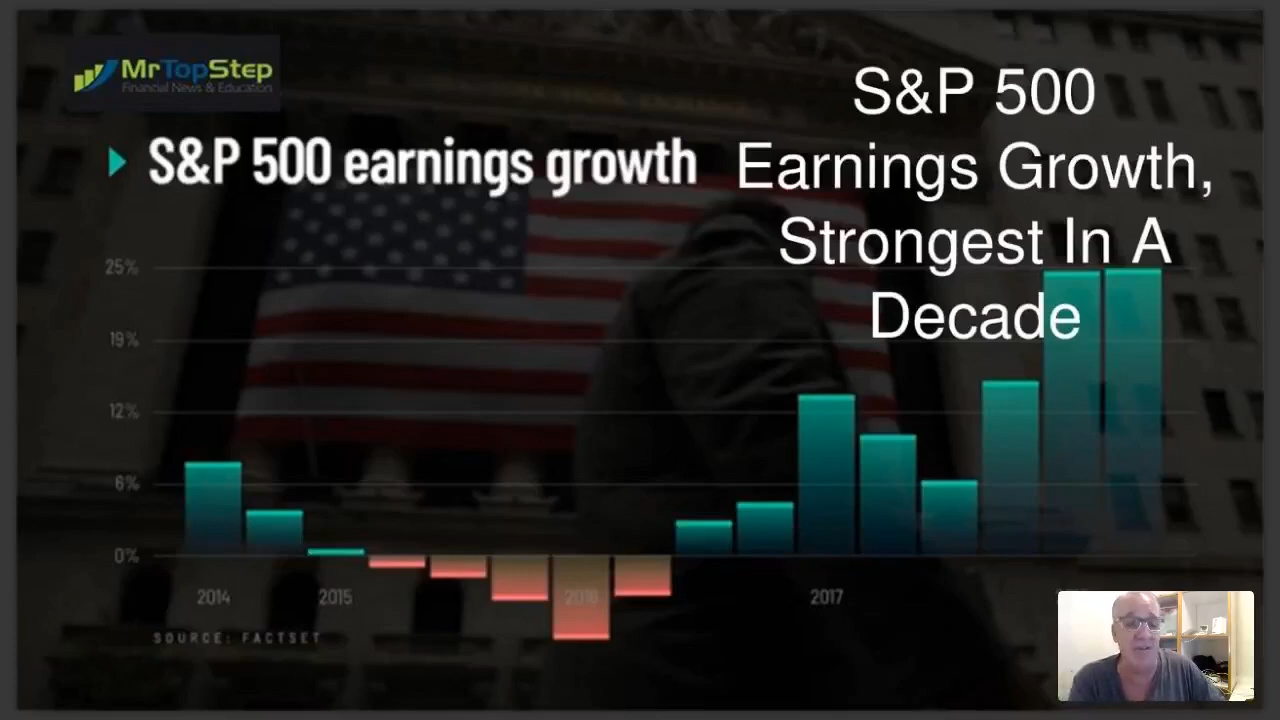 MrTopStep
Financial News & Education
S&P 500 earnings growth
S&P 500
Earnings Growth,
Strongest In A
Decade
25%
19%
12%
6%
0%
2014
2015
2016
2017
SOURCE: FACTSET